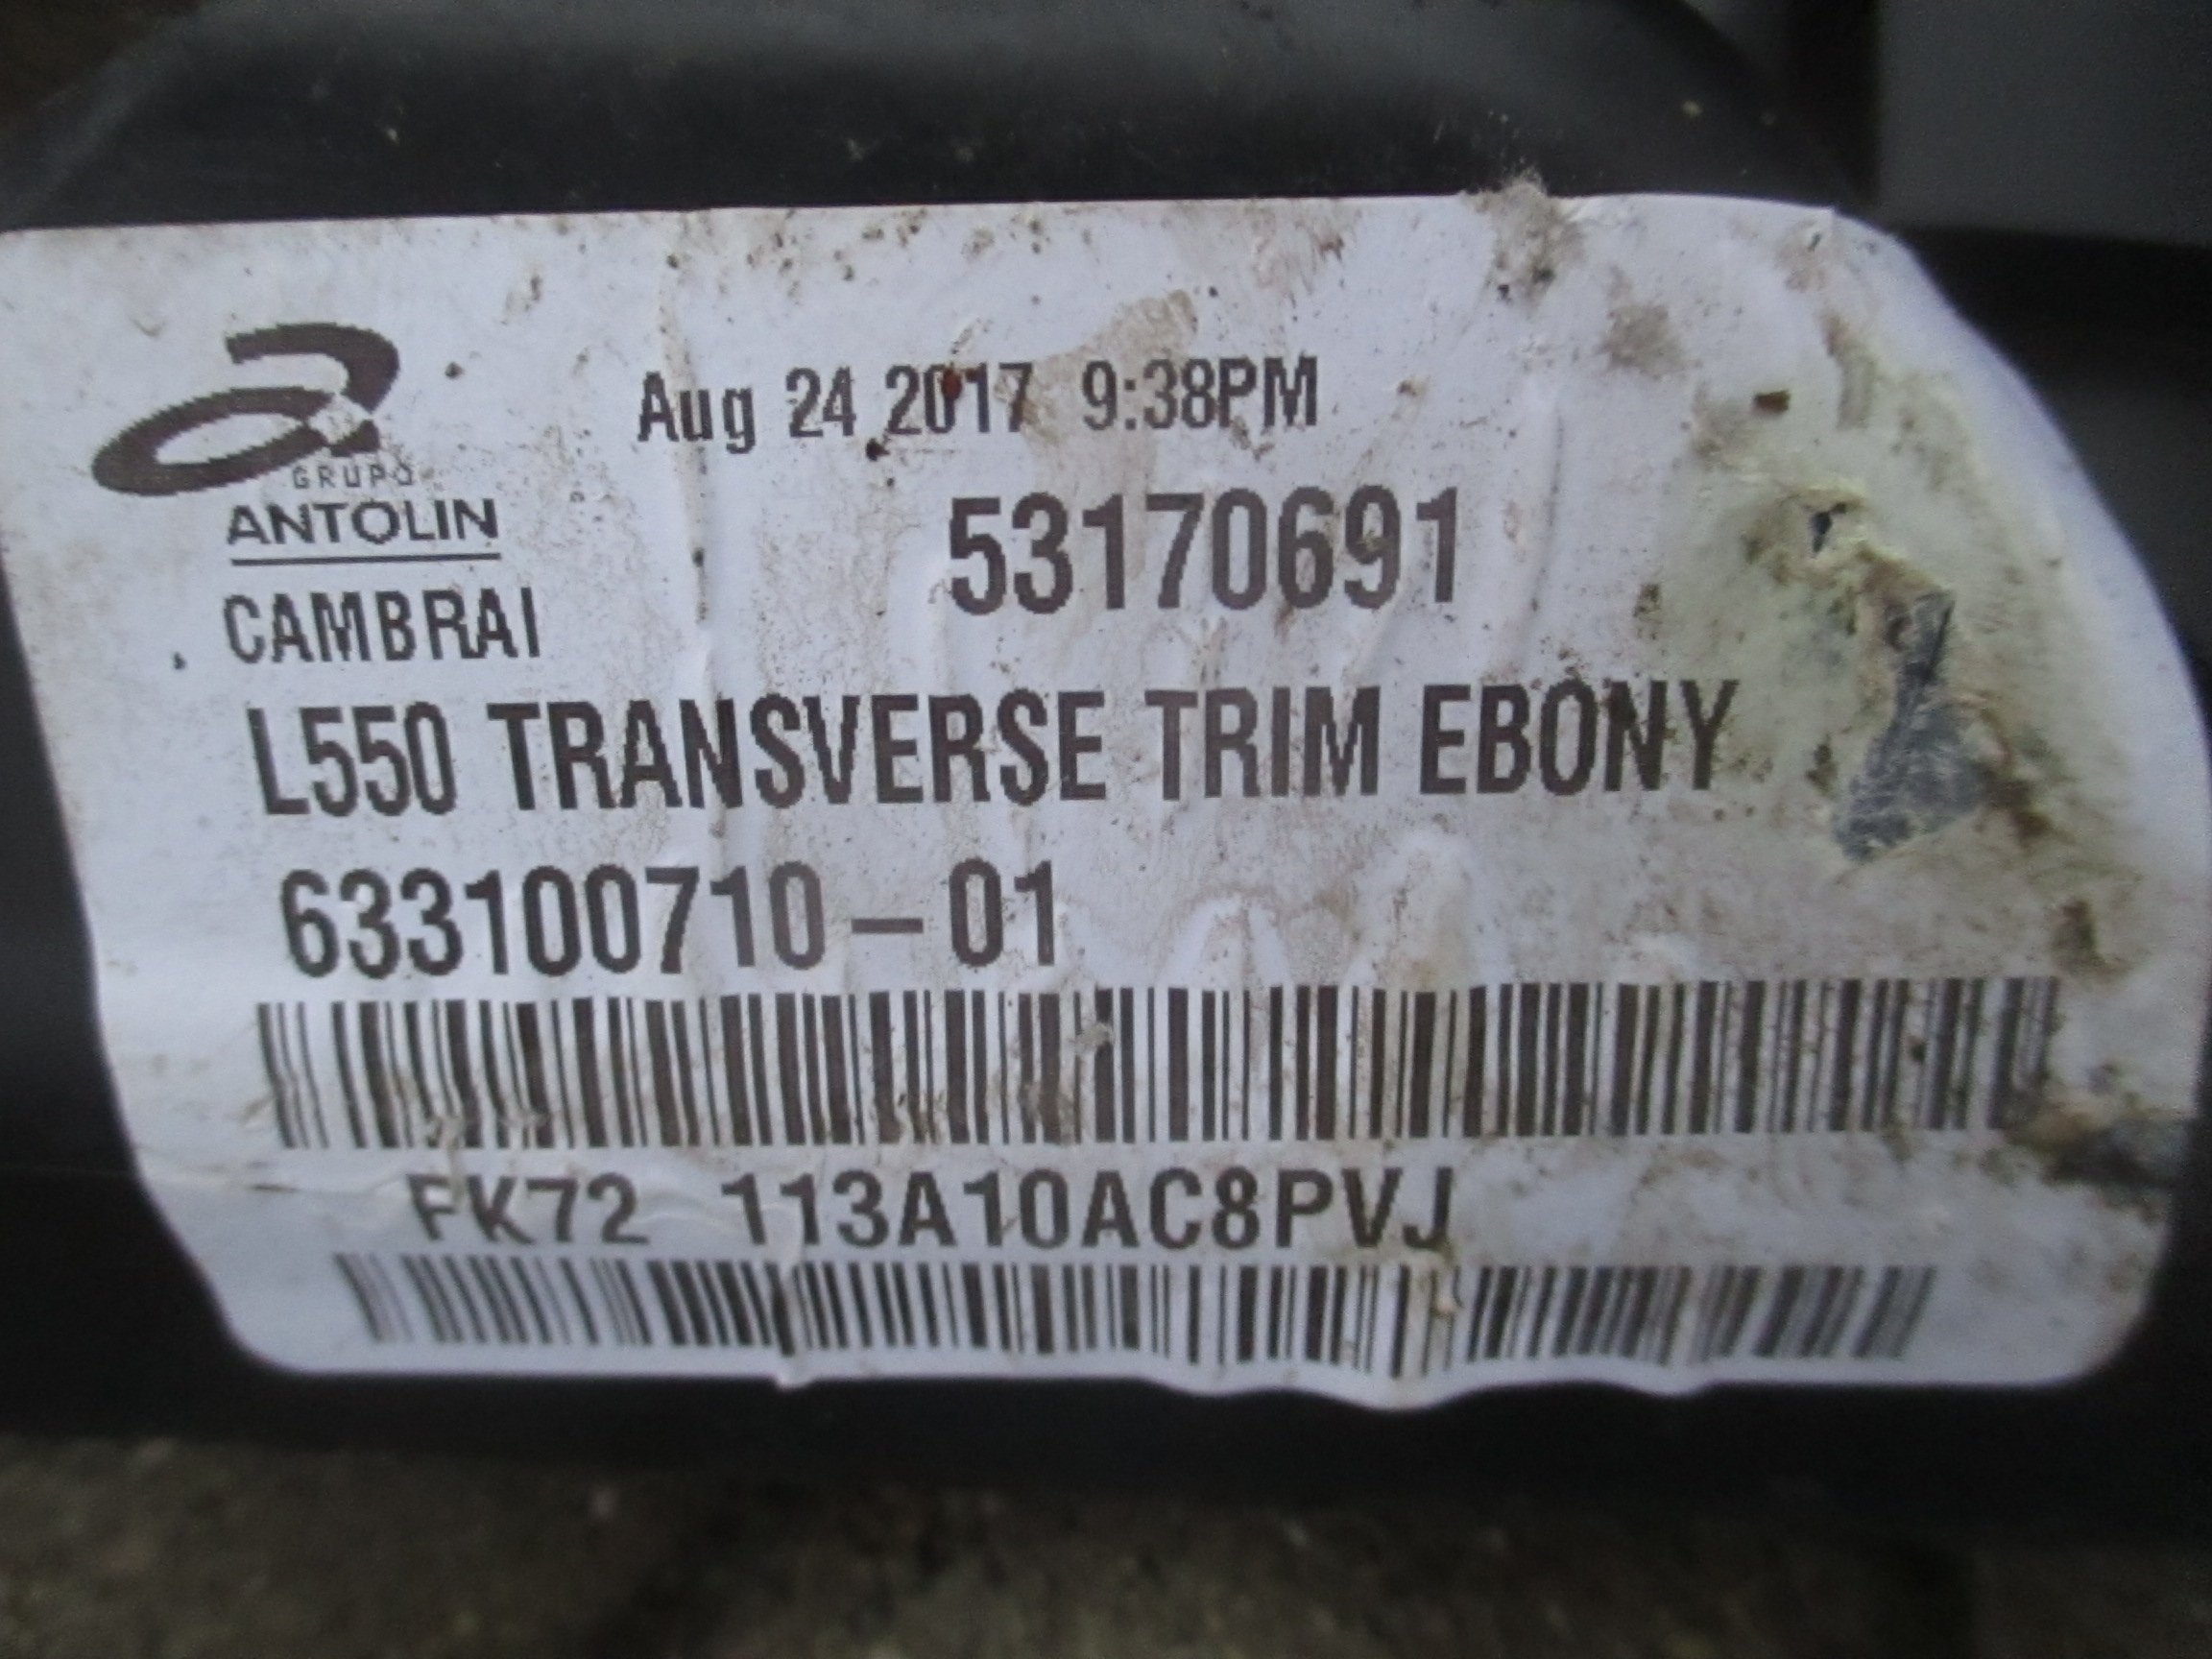 Aug 24 2017 9:38PM
GRUPO
ANTOLIN
53170691
CAMBRAI
L550 TRANSVERSE TRIM EBONY
633100710-01
FK72 113A10AC8PVJ